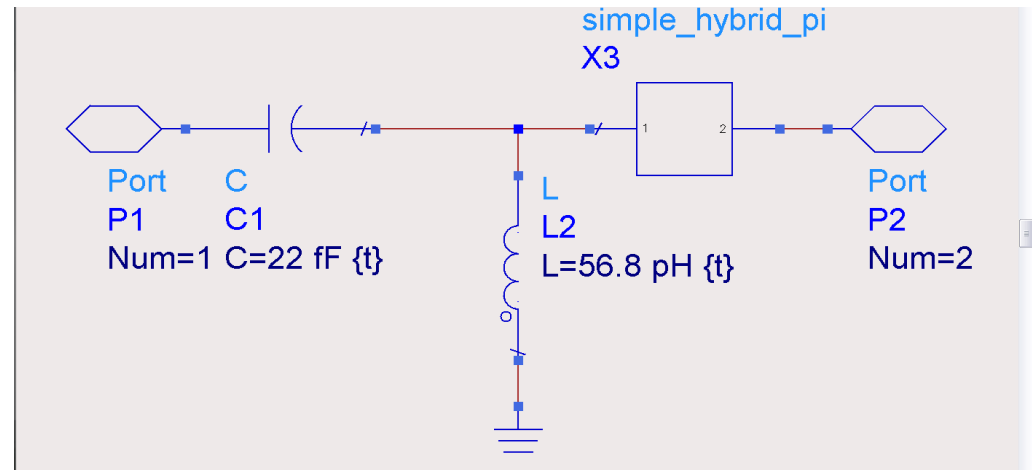 simple_hybrid_pi
X3
1 2
Port
P1
Num=1
C
C1
C=22 fF {t}
L
L2
L=56.8 pH {t}
Port
P2
Num=2